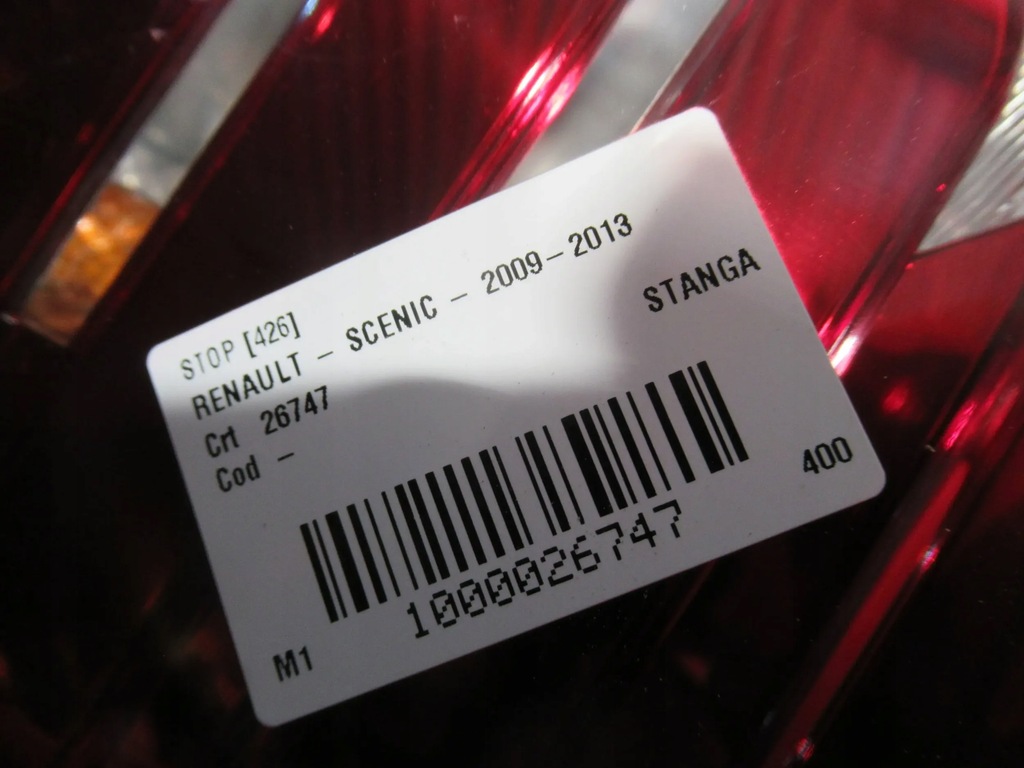 STOP [426]
RENAULT - SCENIC - 2009-2013
Crt 26747
STANGA
Cod -
1000026747
M1
400